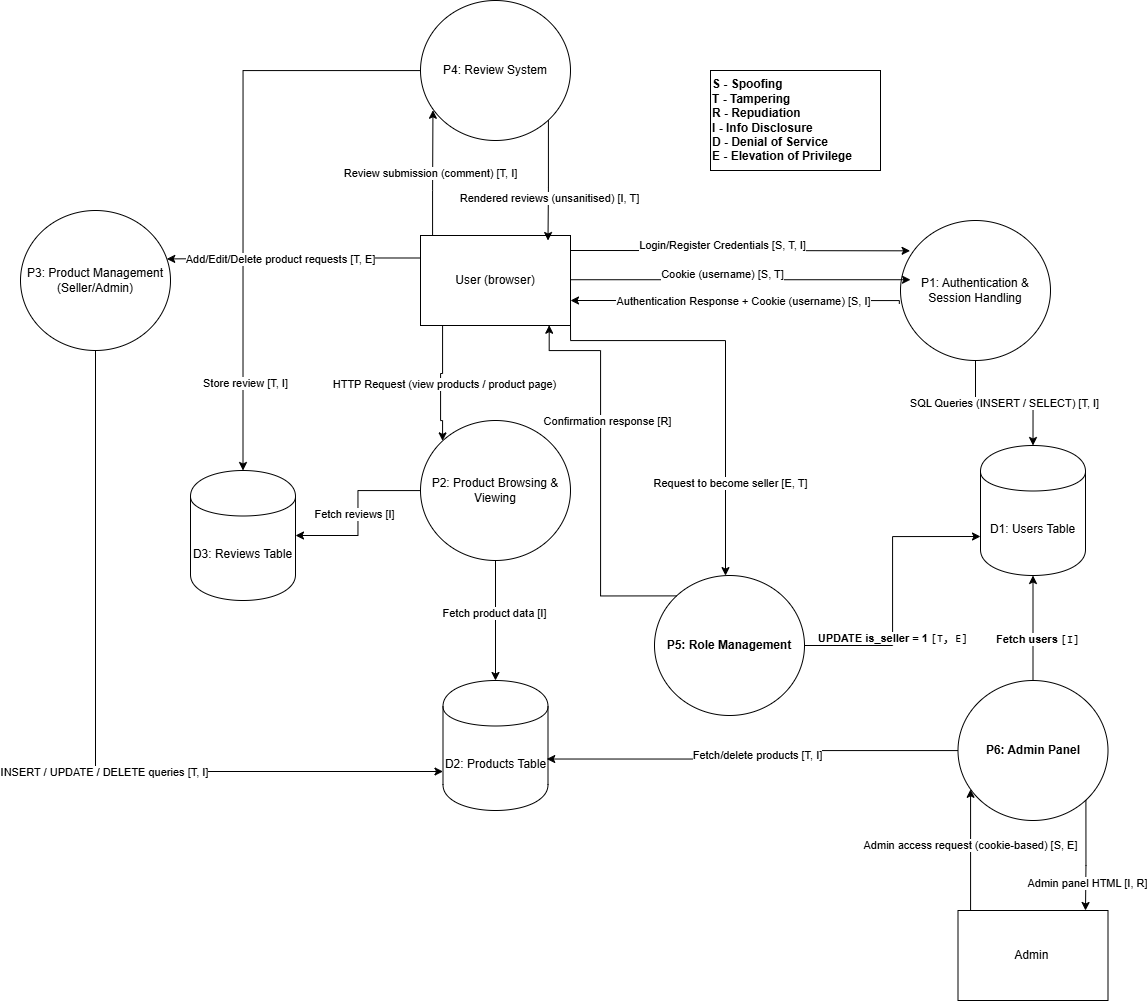 P4: Review System
S - Spoofing
T - Tampering
R - Repudiation
I - Info Disclosure
D - Denial of Service
E - Elevation of Privilege
Review submission (comment) [T, I]
Rendered reviews (unsanitised) [I, T]
Login/Register Credentials [S, T, I]
Add/Edit/Delete product requests [T, E]
P3: Product Management
(Seller/Admin)
User (browser)
Cookie (username) [S, T]
P1: Authentication &
Session Handling
Authentication Response + Cookie (username) [S, I]
Store review [T, I]
HTTP Request (view products / product page)
SQL Queries (INSERT / SELECT) [T, I]
Confirmation response [R]
P2: Product Browsing &
Viewing
Request to become seller [E, T]
Fetch reviews [I]
D1: Users Table
D3: Reviews Table
Fetch product data [I]
P5: Role Management
UPDATE is_seller = 1 [T, E]
Fetch users [I]
P6: Admin Panel
Fetch/delete products [T, I]
D2: Products Table
INSERT / UPDATE / DELETE queries [T, I]
Admin access request (cookie-based) [S, E]
Admin panel HTML [I, R]
Admin